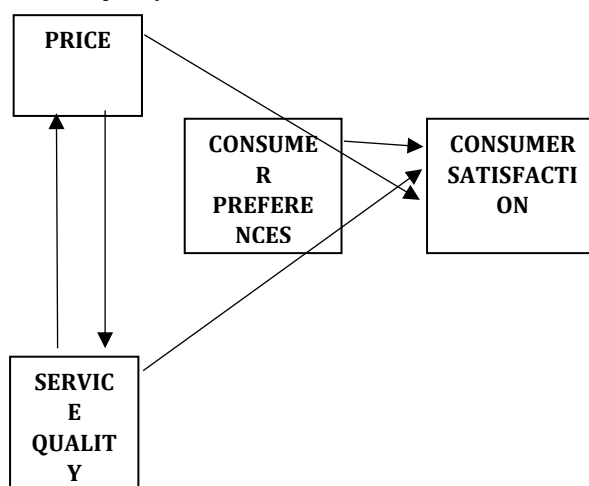 PRICE
CONSUME
R
PREFERE
NCES
CONSUMER
SATISFACTI
ON
SERVIC
E
QUALIT
Y